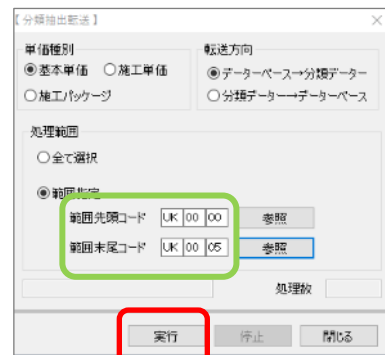 【分類抽出転送】
単価種別
基本単価 施工単価
施工パッケージ
転送方向
データーベース→分類データー
分類データー→データーベース
処理範囲
全て選択
範囲指定
範囲先頭コード UK 00 00 参照
範囲末尾コード UK 00 05 参照
処理数
実行 停止 閉じる